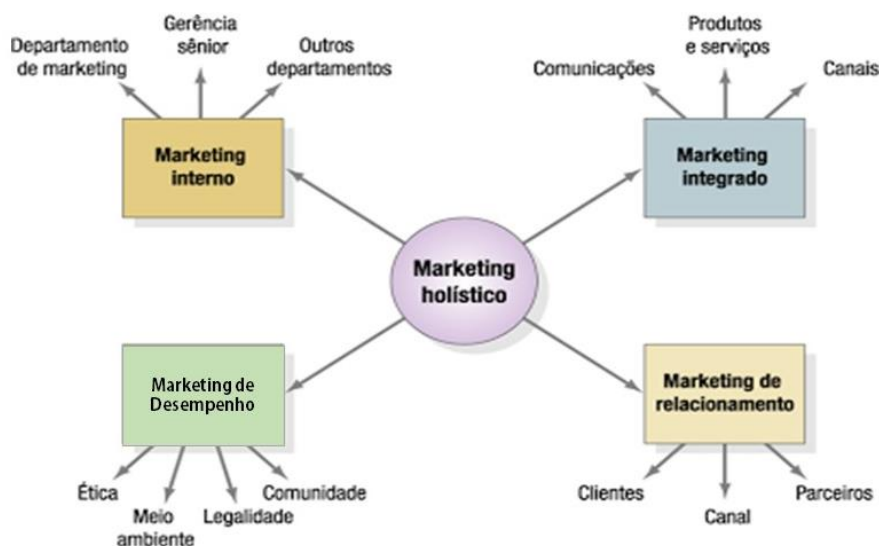 Departamento
de marketing
Gerência
sênior
Outros
departamentos
Marketing
interno
Comunicações
Produtos
e serviços
Canais
Marketing
integrado
Marketing
holístico
Marketing de
Desempenho
Ética
Meio
ambiente
Legalidade
Comunidade
Marketing de
relacionamento
Clientes
Canal
Parceiros